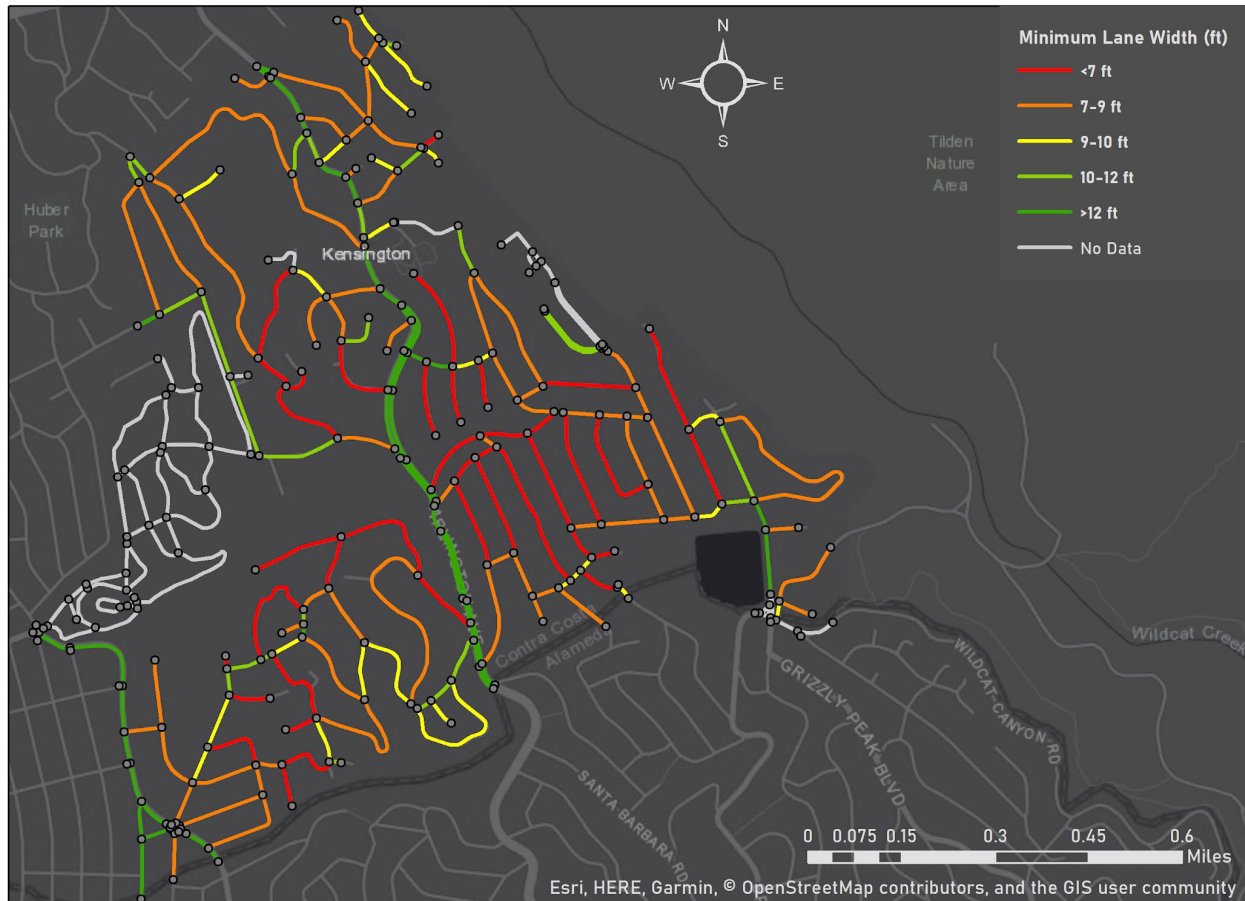 Minimum Lane Width (ft)
<7 ft
7-9 ft
9-10 ft
10-12 ft
>12 ft
No Data
N
W E
S
Tilden
Nature
Area
Huber
Park
Kensington
ARLINGTON AVE
Contra Costa
Alameda
Wildcat Creek
GRIZZLY PEAK BLVD
WILDCAT CANYON RD
SANTA BARBARA RD
0 0.075 0.15 0.3 0.45 0.6
Miles
Esri, HERE, Garmin, © OpenStreetMap contributors, and the GIS user community